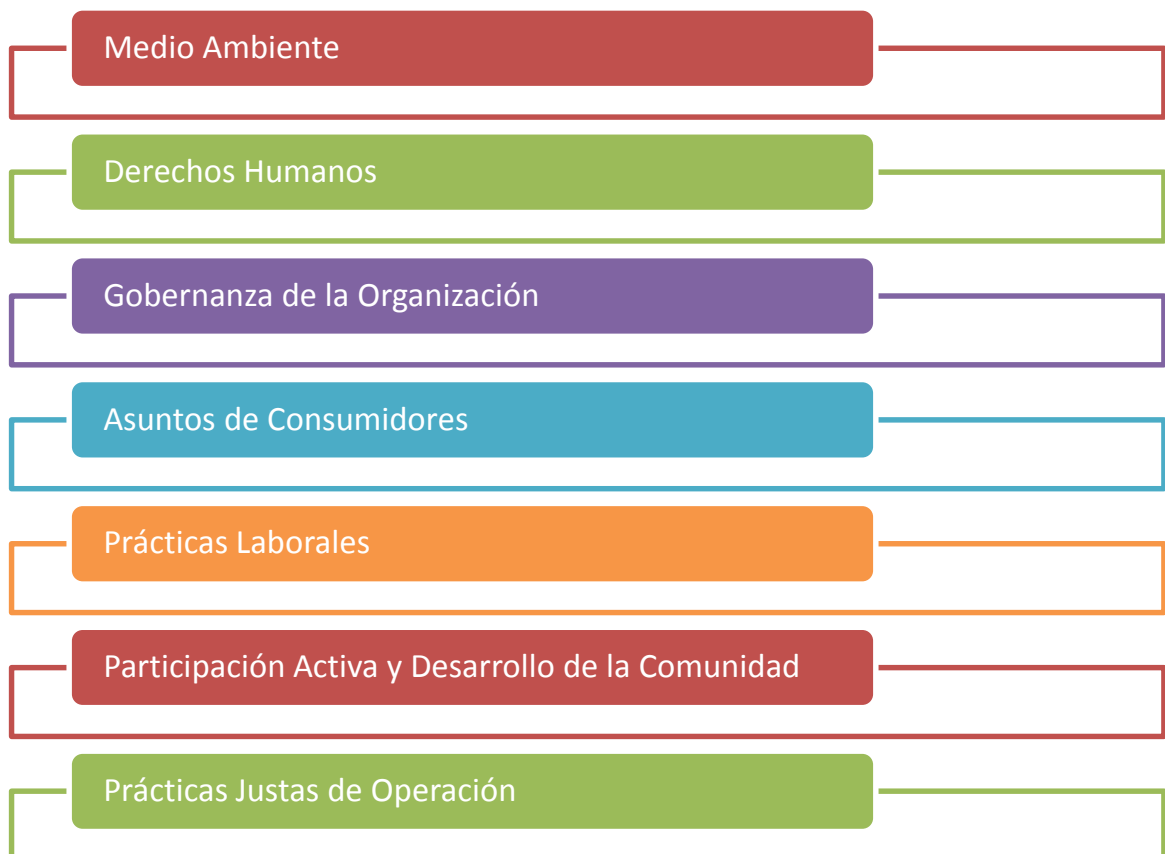 Medio Ambiente
Derechos Humanos
Gobernanza de la Organización
Asuntos de Consumidores
Prácticas Laborales
Participación Activa y Desarrollo de la Comunidad
Prácticas Justas de Operación